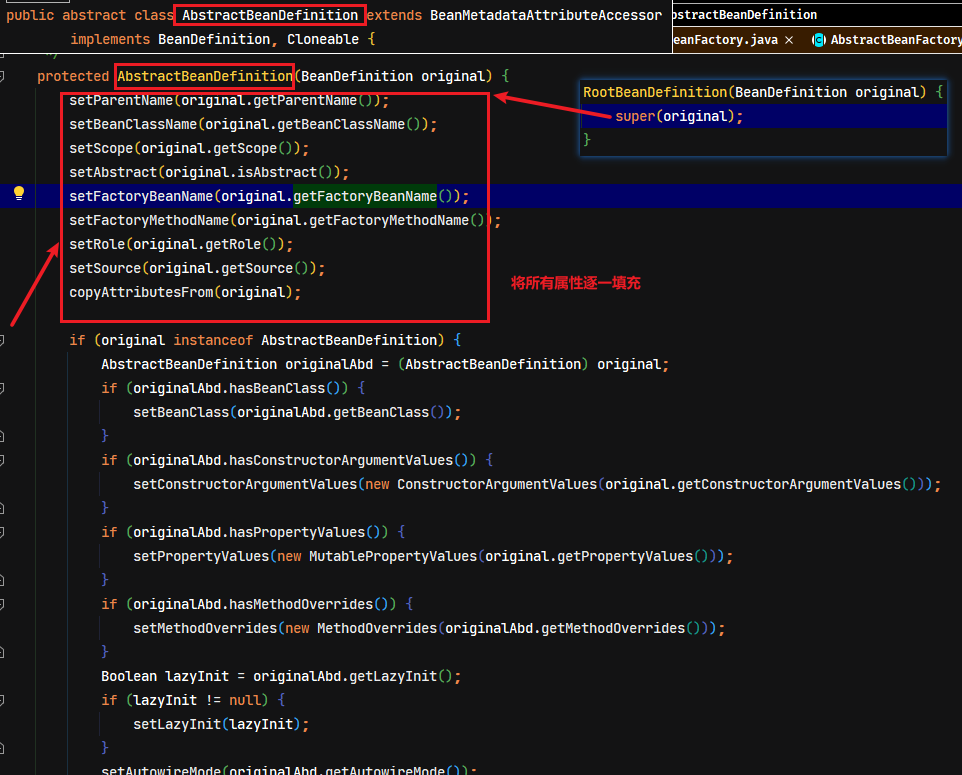 public abstract class AbstractBeanDefinition extends BeanMetadataAttributeAccessor
implements BeanDefinition, Cloneable {
bstractBeanDefinition
eanFactory.java × AbstractBeanFactory
protected AbstractBeanDefinition(BeanDefinition original) {
setParentName(original.getParentName());
setBeanClassName(original.getBeanClassName());
setScope(original.getScope());
setAbstract(original.isAbstract());
setFactoryBeanName(original.getFactoryBeanName());
setFactoryMethodName(original.getFactoryMethodName());
setRole(original.getRole());
setSource(original.getSource());
copyAttributesFrom(original);
RootBeanDefinition(BeanDefinition original) {
super(original);
}
将所有属性逐一填充
if (original instanceof AbstractBeanDefinition) {
AbstractBeanDefinition originalAbd = (AbstractBeanDefinition) original;
if (originalAbd.hasBeanClass()) {
setBeanClass(originalAbd.getBeanClass());
}
if (originalAbd.hasConstructorArgumentValues()) {
setConstructorArgumentValues(new ConstructorArgumentValues(original.getConstructorArgumentValues()));
}
if (originalAbd.hasPropertyValues()) {
setPropertyValues(new MutablePropertyValues(original.getPropertyValues()));
}
if (originalAbd.hasMethodOverrides()) {
setMethodOverrides(new MethodOverrides(originalAbd.getMethodOverrides()));
}
Boolean lazyInit = originalAbd.getLazyInit();
if (lazyInit != null) {
setLazyInit(lazyInit);
}
setAutowireMode(originalAbd.getAutowireMode());